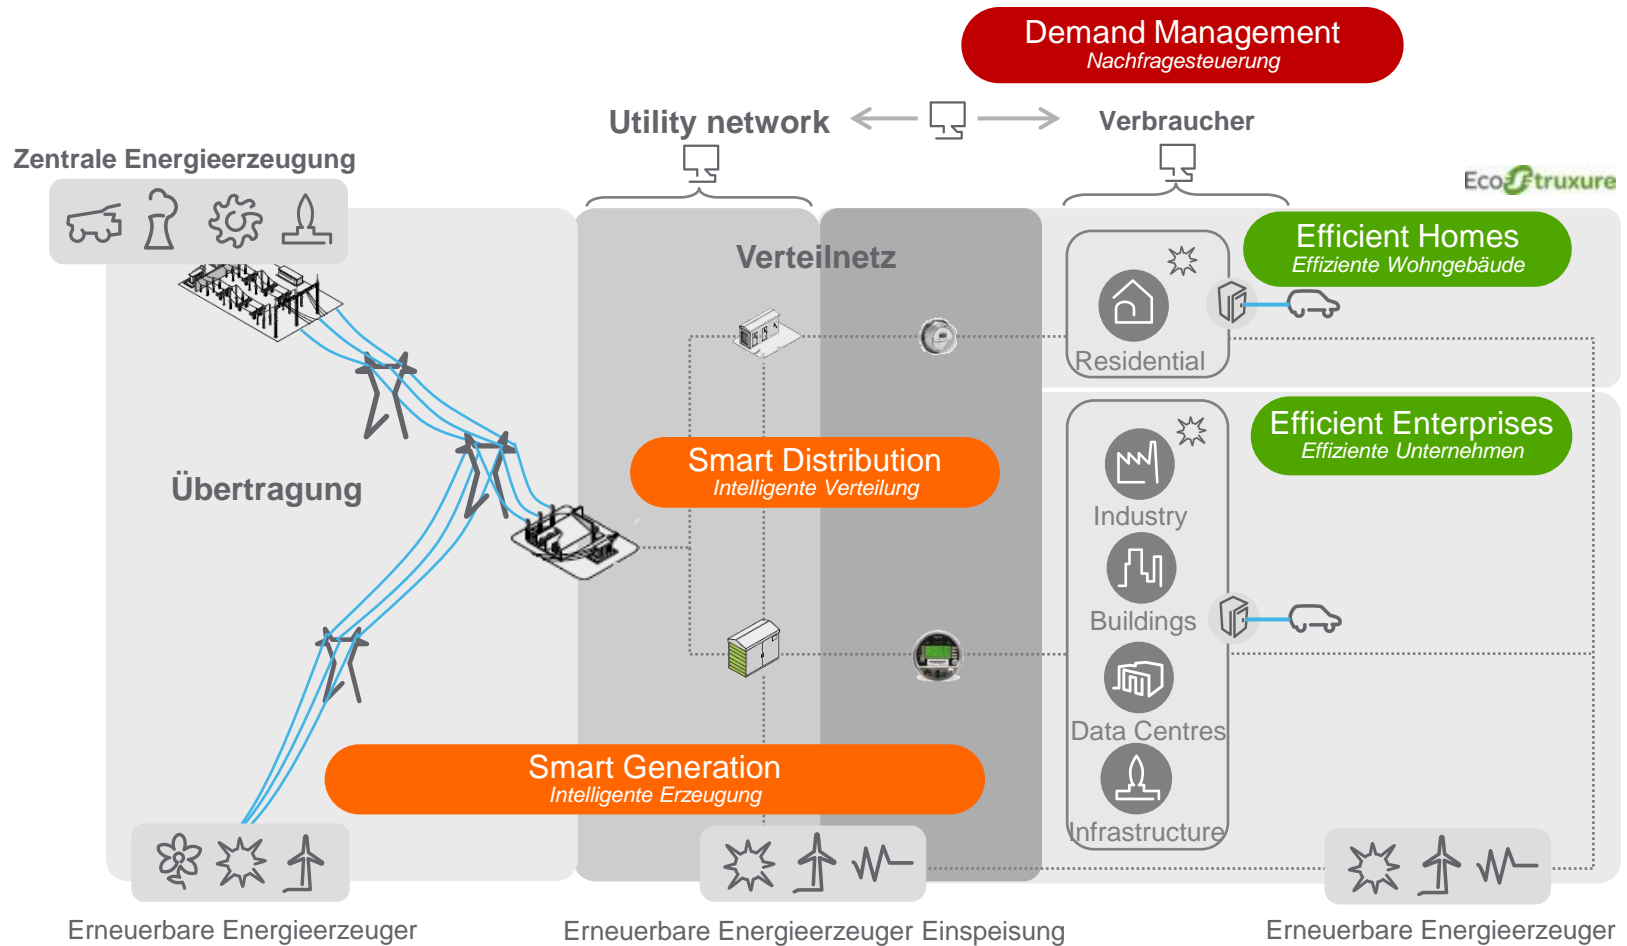 Demand Management
Nachfragesteuerung
Utility network
Verbraucher
Zentrale Energieerzeugung
EcoStruxure
Verteilnetz
Efficient Homes
Effiziente Wohngebäude
Residential
Efficient Enterprises
Effiziente Unternehmen
Übertragung
Smart Distribution
Intelligente Verteilung
Industry
Buildings
Data Centres
Infrastructure
Smart Generation
Intelligente Erzeugung
Erneuerbare Energieerzeuger
Erneuerbare Energieerzeuger Einspeisung
Erneuerbare Energieerzeuger